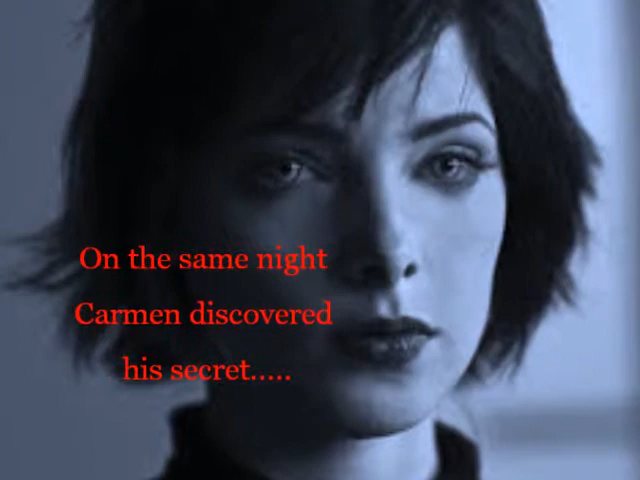 On the same night
Carmen discovered
his secret.....